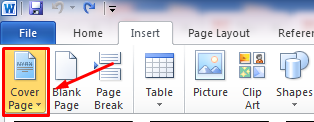 W
File Home Insert Page Layout Referen
Cover Page Blank Page Page Break Table Picture Clip Art Shapes